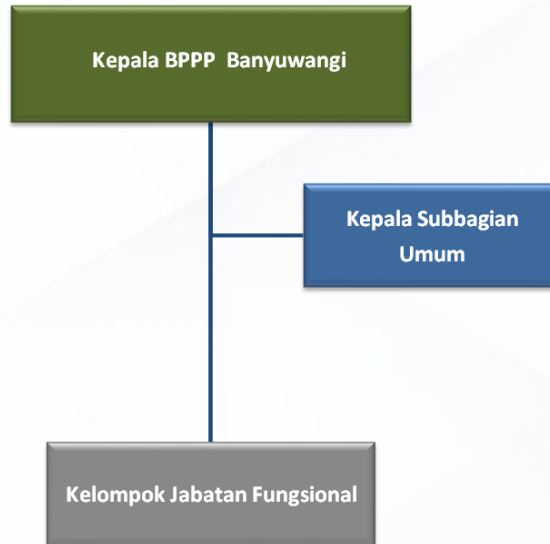 Kepala BPPP Banyuwangi
Kepala Subbagian
Umum
Kelompok Jabatan Fungsional